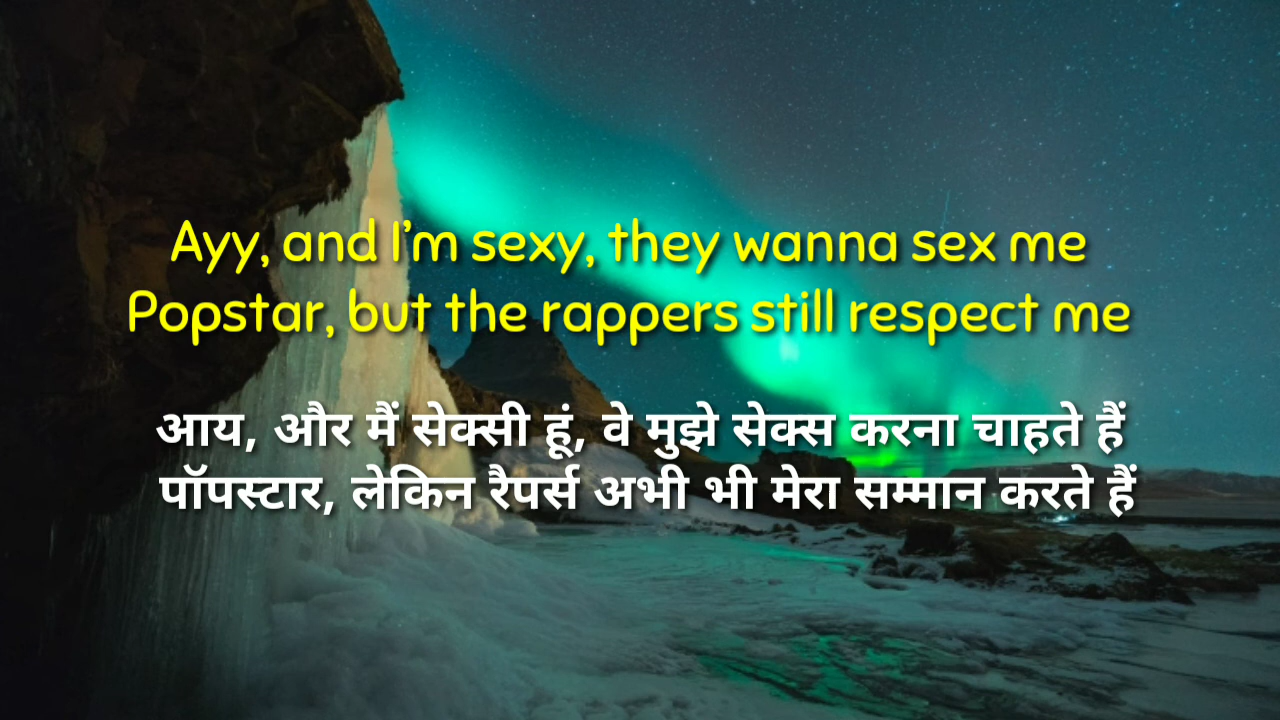 Ayy, and I’m sexy, they wanna sex me
Popstar, but the rappers still respect me
आय, और मैं सेक्सी हूं, वे मुझे सेक्स करना चाहते हैं
पॉपस्टार, लेकिन रैपर्स अभी भी मेरा सम्मान करते हैं